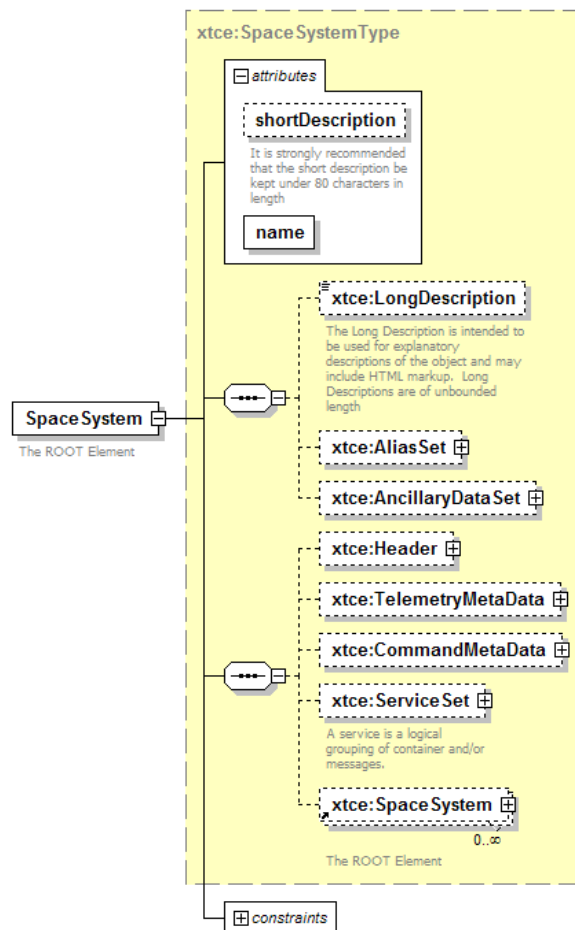 xtce:SpaceSystemType
attributes
shortDescription
It is strongly recommended
that the short description be
kept under 80 characters in
length
name
xtce:LongDescription
The Long Description is intended to
be used for explanatory
descriptions of the object and may
include HTML markup.  Long
Descriptions are of unbounded
length
SpaceSystem
The ROOT Element
xtce:AliasSet
xtce:AncillaryDataSet
xtce:Header
xtce:TelemetryMetaData
xtce:CommandMetaData
xtce:ServiceSet
A service is a logical
grouping of container and/or
messages.
xtce:SpaceSystem
0..∞
The ROOT Element
constraints